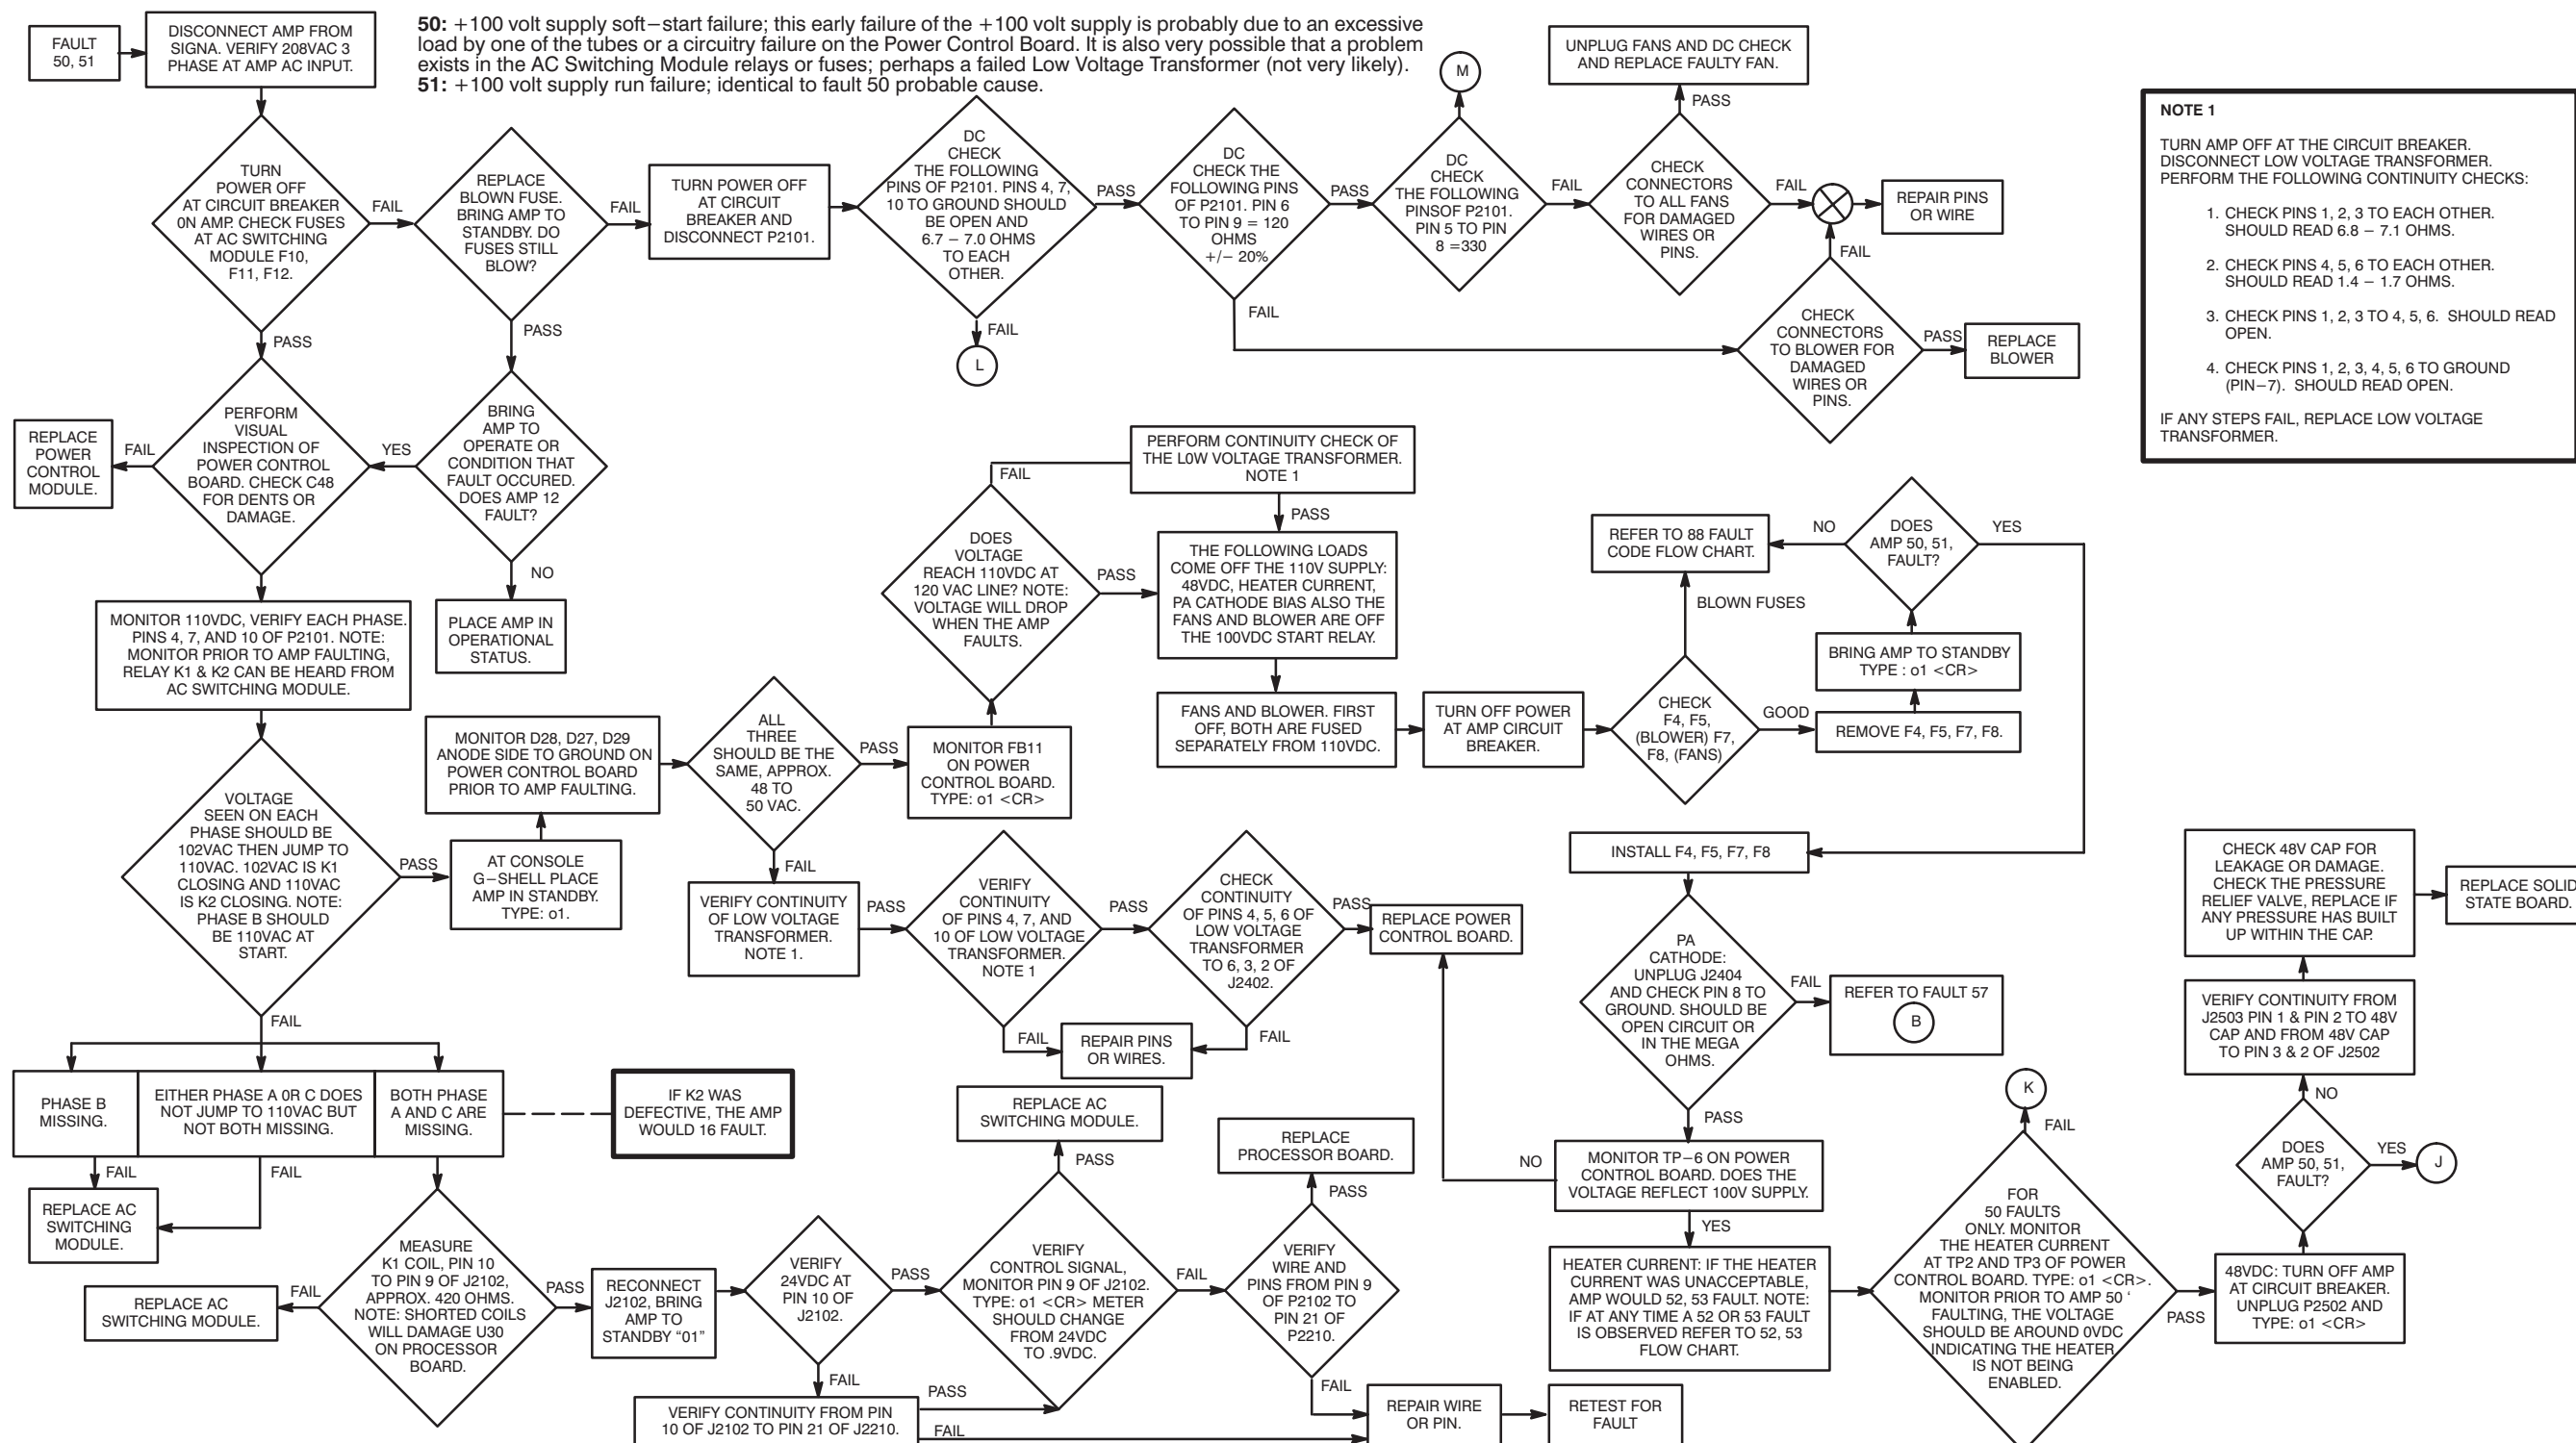 FAULT
50, 51
DISCONNECT AMP FROM
SIGNA. VERIFY 208VAC 3
PHASE AT AMP AC INPUT.
50: +100 volt supply soft−start failure; this early failure of the +100 volt supply is probably due to an excessive
load by one of the tubes or a circuitry failure on the Power Control Board. It is also very possible that a problem
exists in the AC Switching Module relays or fuses; perhaps a failed Low Voltage Transformer (not very likely).
51: +100 volt supply run failure; identical to fault 50 probable cause.
TURN
POWER OFF
AT CIRCUIT BREAKER
0N AMP. CHECK FUSES
AT AC SWITCHING
MODULE F10,
F11, F12.
FAIL
PASS
REPLACE
BLOWN FUSE.
BRING AMP TO
STANDBY. DO
FUSES STILL
BLOW?
FAIL
PASS
TURN POWER OFF
AT CIRCUIT
BREAKER AND
DISCONNECT P2101.
DC
CHECK
THE FOLLOWING
PINS OF P2101. PINS 4, 7,
10 TO GROUND SHOULD
BE OPEN AND
6.7 − 7.0 OHMS
TO EACH
OTHER.
PASS
FAIL
L
DC
CHECK THE
FOLLOWING PINS
OF P2101. PIN 6
TO PIN 9 = 120
OHMS
+/− 20%
PASS
FAIL
M
DC
CHECK
THE FOLLOWING
PINSOF P2101.
PIN 5 TO PIN
8 =330
FAIL
UNPLUG FANS AND DC CHECK
AND REPLACE FAULTY FAN.
PASS
CHECK
CONNECTORS
TO ALL FANS
FOR DAMAGED
WIRES OR
PINS.
FAIL
REPAIR PINS
OR WIRE
FAIL
CHECK
CONNECTORS
TO BLOWER FOR
DAMAGED
WIRES OR
PINS.
PASS
REPLACE
BLOWER
NOTE 1
TURN AMP OFF AT THE CIRCUIT BREAKER.
DISCONNECT LOW VOLTAGE TRANSFORMER.
PERFORM THE FOLLOWING CONTINUITY CHECKS:
1. CHECK PINS 1, 2, 3 TO EACH OTHER.
SHOULD READ 6.8 − 7.1 OHMS.
2. CHECK PINS 4, 5, 6 TO EACH OTHER.
SHOULD READ 1.4 − 1.7 OHMS.
3. CHECK PINS 1, 2, 3 TO 4, 5, 6. SHOULD READ
OPEN.
4. CHECK PINS 1, 2, 3, 4, 5, 6 TO GROUND
(PIN−7). SHOULD READ OPEN.
IF ANY STEPS FAIL, REPLACE LOW VOLTAGE
TRANSFORMER.
REPLACE
POWER
CONTROL
MODULE.
FAIL
PERFORM
VISUAL
INSPECTION OF
POWER CONTROL
BOARD. CHECK C48
FOR DENTS OR
DAMAGE.
YES
BRING
AMP TO
OPERATE OR
CONDITION THAT
FAULT OCCURED.
DOES AMP 12
FAULT?
NO
PLACE AMP IN
OPERATIONAL
STATUS.
MONITOR 110VDC, VERIFY EACH PHASE.
PINS 4, 7, AND 10 OF P2101. NOTE:
MONITOR PRIOR TO AMP FAULTING,
RELAY K1 & K2 CAN BE HEARD FROM
AC SWITCHING MODULE.
VOLTAGE
SEEN ON EACH
PHASE SHOULD BE
102VAC THEN JUMP TO
110VAC. 102VAC IS K1
CLOSING AND 110VAC
IS K2 CLOSING. NOTE:
PHASE B SHOULD
BE 110VAC AT
START.
PASS
FAIL
AT CONSOLE
G−SHELL PLACE
AMP IN STANDBY.
TYPE: o1.
MONITOR D28, D27, D29
ANODE SIDE TO GROUND ON
POWER CONTROL BOARD
PRIOR TO AMP FAULTING.
ALL
THREE
SHOULD BE THE
SAME, APPROX.
48 TO
50 VAC.
PASS
FAIL
MONITOR FB11
ON POWER
CONTROL BOARD.
TYPE: o1 <CR>
DOES
VOLTAGE
REACH 110VDC AT
120 VAC LINE? NOTE:
VOLTAGE WILL DROP
WHEN THE AMP
FAULTS.
FAIL
PASS
PERFORM CONTINUITY CHECK OF
THE L0W VOLTAGE TRANSFORMER.
NOTE 1
PASS
THE FOLLOWING LOADS
COME OFF THE 110V SUPPLY:
48VDC, HEATER CURRENT,
PA CATHODE BIAS ALSO THE
FANS AND BLOWER ARE OFF
THE 100VDC START RELAY.
FANS AND BLOWER. FIRST
OFF, BOTH ARE FUSED
SEPARATELY FROM 110VDC.
TURN OFF POWER
AT AMP CIRCUIT
BREAKER.
CHECK
F4, F5,
(BLOWER) F7,
F8, (FANS)
BLOWN FUSES
GOOD
REFER TO 88 FAULT
CODE FLOW CHART.
NO
DOES
AMP 50, 51,
FAULT?
YES
BRING AMP TO STANDBY
TYPE : o1 <CR>
REMOVE F4, F5, F7, F8.
INSTALL F4, F5, F7, F8
VERIFY CONTINUITY
OF LOW VOLTAGE
TRANSFORMER.
NOTE 1.
PASS
VERIFY
CONTINUITY
OF PINS 4, 7, AND
10 OF LOW VOLTAGE
TRANSFORMER.
NOTE 1
PASS
FAIL
CHECK
CONTINUITY
OF PINS 4, 5, 6 OF
LOW VOLTAGE
TRANSFORMER
TO 6, 3, 2 OF
J2402.
PASS
FAIL
REPLACE POWER
CONTROL BOARD.
REPAIR PINS
OR WIRES.
PA
CATHODE:
UNPLUG J2404
AND CHECK PIN 8 TO
GROUND. SHOULD BE
OPEN CIRCUIT OR
IN THE MEGA
OHMS.
FAIL
REFER TO FAULT 57
B
PASS
MONITOR TP−6 ON POWER
CONTROL BOARD. DOES THE
VOLTAGE REFLECT 100V SUPPLY.
NO
YES
HEATER CURRENT: IF THE HEATER
CURRENT WAS UNACCEPTABLE,
AMP WOULD 52, 53 FAULT. NOTE:
IF AT ANY TIME A 52 OR 53 FAULT
IS OBSERVED REFER TO 52, 53
FLOW CHART.
K
FAIL
FOR
50 FAULTS
ONLY. MONITOR
THE HEATER CURRENT
AT TP2 AND TP3 OF POWER
CONTROL BOARD. TYPE: o1 <CR>.
MONITOR PRIOR TO AMP 50 ‘
FAULTING, THE VOLTAGE
SHOULD BE AROUND 0VDC
INDICATING THE HEATER
IS NOT BEING
ENABLED.
PASS
48VDC: TURN OFF AMP
AT CIRCUIT BREAKER.
UNPLUG P2502 AND
TYPE: o1 <CR>
DOES
AMP 50, 51,
FAULT?
YES
J
NO
VERIFY CONTINUITY FROM
J2503 PIN 1 & PIN 2 TO 48V
CAP AND FROM 48V CAP
TO PIN 3 & 2 OF J2502
CHECK 48V CAP FOR
LEAKAGE OR DAMAGE.
CHECK THE PRESSURE
RELIEF VALVE, REPLACE IF
ANY PRESSURE HAS BUILT
UP WITHIN THE CAP.
REPLACE SOLID
STATE BOARD.
PHASE B
MISSING.
EITHER PHASE A 0R C DOES
NOT JUMP TO 110VAC BUT
NOT BOTH MISSING.
BOTH PHASE
A AND C ARE
MISSING.
IF K2 WAS
DEFECTIVE, THE AMP
WOULD 16 FAULT.
FAIL
FAIL
REPLACE AC
SWITCHING
MODULE.
MEASURE
K1 COIL, PIN 10
TO PIN 9 OF J2102,
APPROX. 420 OHMS.
NOTE: SHORTED COILS
WILL DAMAGE U30
ON PROCESSOR
BOARD.
FAIL
REPLACE AC
SWITCHING MODULE.
PASS
RECONNECT
J2102, BRING
AMP TO
STANDBY “01”
VERIFY
24VDC AT
PIN 10 OF
J2102.
PASS
FAIL
VERIFY CONTINUITY FROM PIN
10 OF J2102 TO PIN 21 OF J2210.
PASS
FAIL
REPLACE AC
SWITCHING MODULE.
PASS
VERIFY
CONTROL SIGNAL,
MONITOR PIN 9 OF J2102.
TYPE: o1 <CR> METER
SHOULD CHANGE
FROM 24VDC
TO .9VDC.
FAIL
REPLACE
PROCESSOR BOARD.
PASS
VERIFY
WIRE AND
PINS FROM PIN 9
OF P2102 TO
PIN 21 OF
P2210.
FAIL
REPAIR WIRE
OR PIN.
RETEST FOR
FAULT